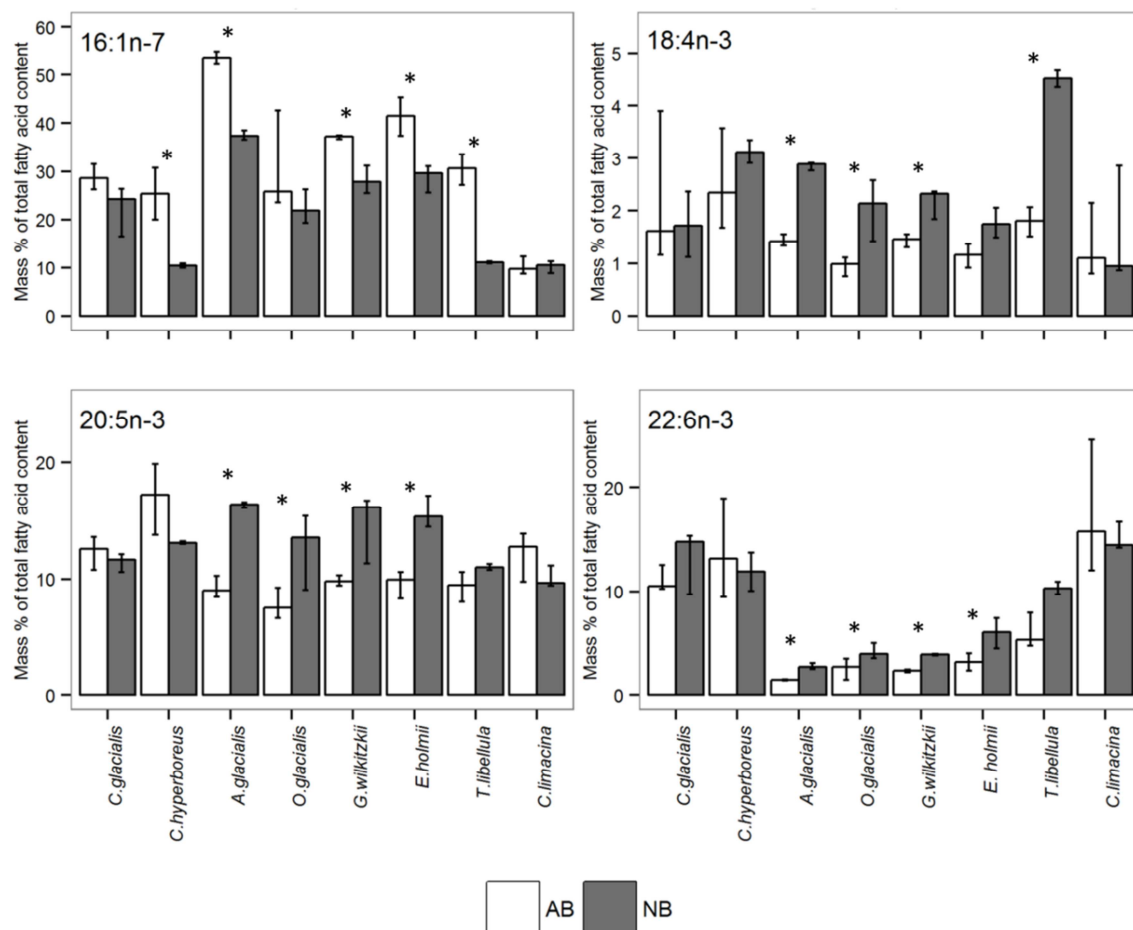 16:1n-7
Mass % of total fatty acid content
60
50
40
30
20
10
0
*
*
*
*
*
18:4n-3
Mass % of total fatty acid content
5
4
3
2
1
0
*
*
*
*
20:5n-3
Mass % of total fatty acid content
20
10
0
*
*
*
*
C.glacialis
C.hyperboreus
A.glacialis
O.glacialis
G.wilkitzkii
E.holmii
T.libellula
C.limacina
22:6n-3
Mass % of total fatty acid content
20
10
0
*
*
*
*
C.glacialis
C.hyperboreus
A.glacialis
O.glacialis
G.wilkitzkii
E. holmii
T.libellula
C.limacina
AB
NB